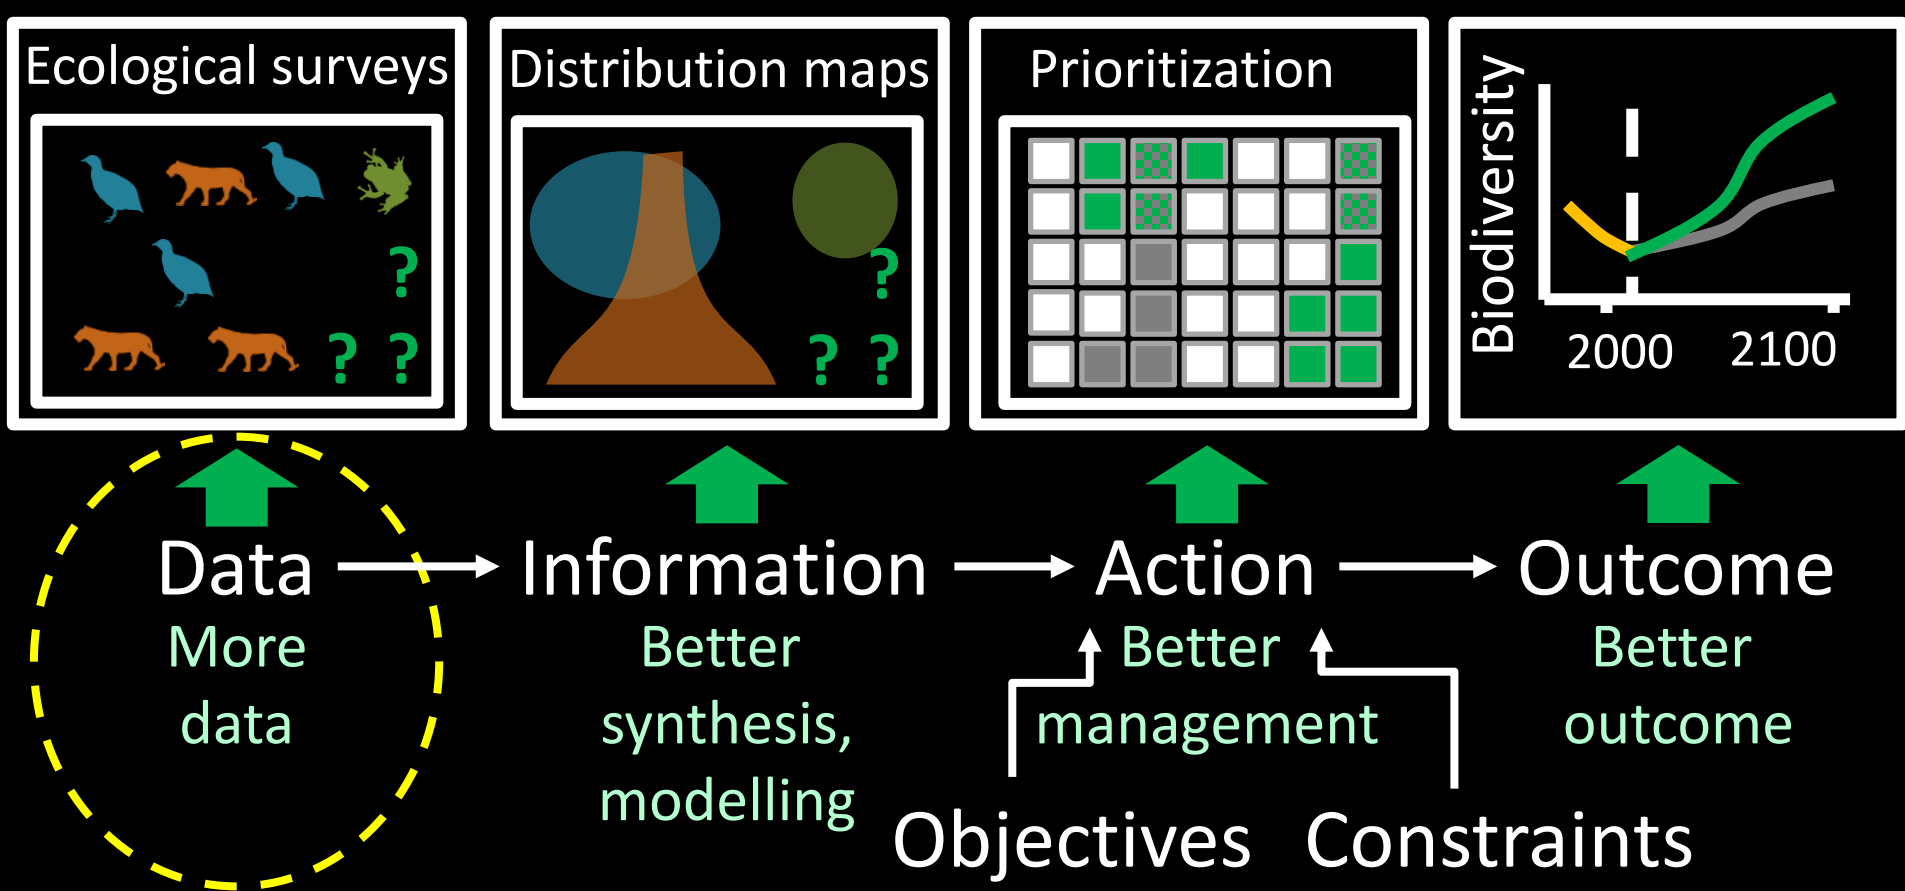 Ecological surveys
Distribution maps
Prioritization
Biodiversity
?
? ?
?
? ?
2000
2100
Data
Information
Action
Outcome
More
data
Better
synthesis,
modelling
Better
management
Better
outcome
Objectives
Constraints